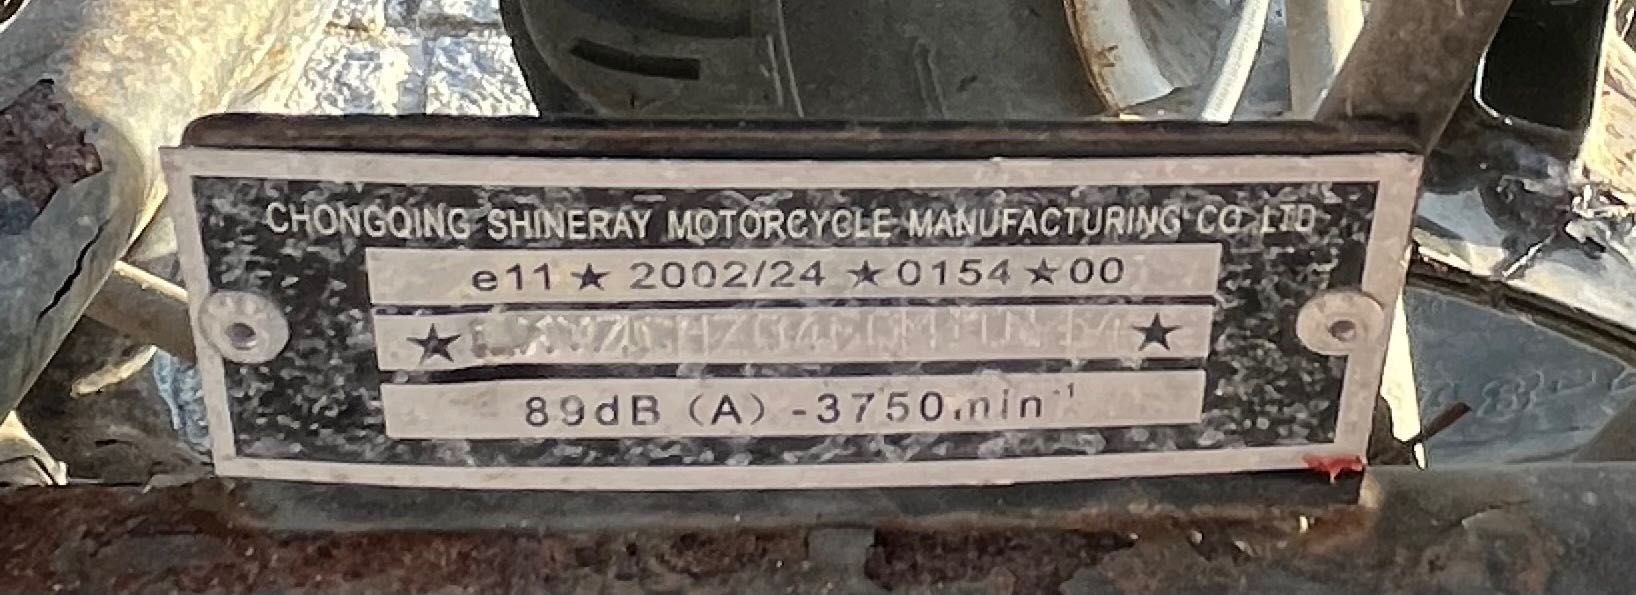 CHONGQING SHINERAY MOTORCYCLE MANUFACTURING CO LTD
e11★2002/24★0154★00
89dB (A) -3750min⁻¹